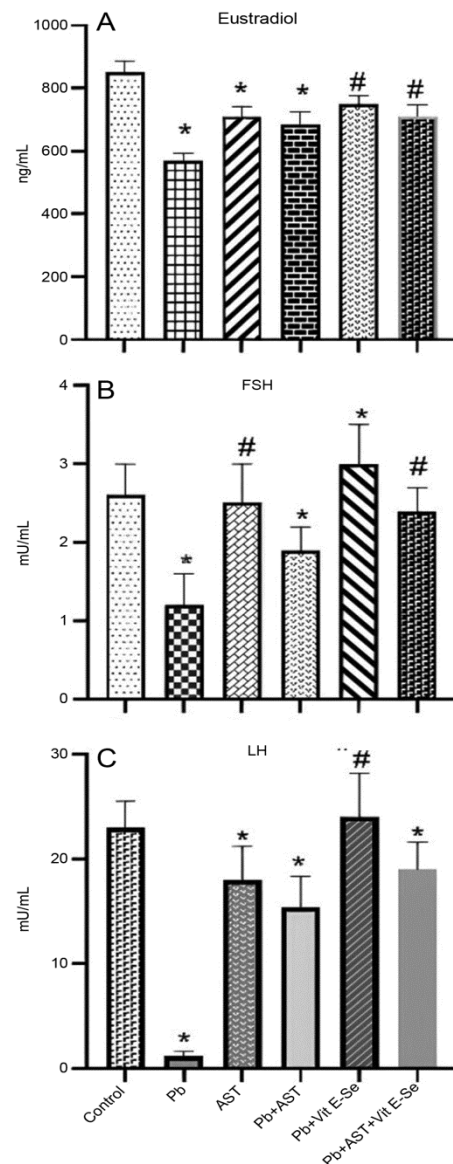 A
Eustradiol
1000
800
600
400
200
0
ng/mL
* * * # #
B
FSH
4
3
2
1
0
mU/mL
* # * * #
C
LH
30
20
10
0
mU/mL
* * * # *
Control
Pb
AST
Pb+AST
Pb+Vit E-Se
Pb+AST+Vit E-Se